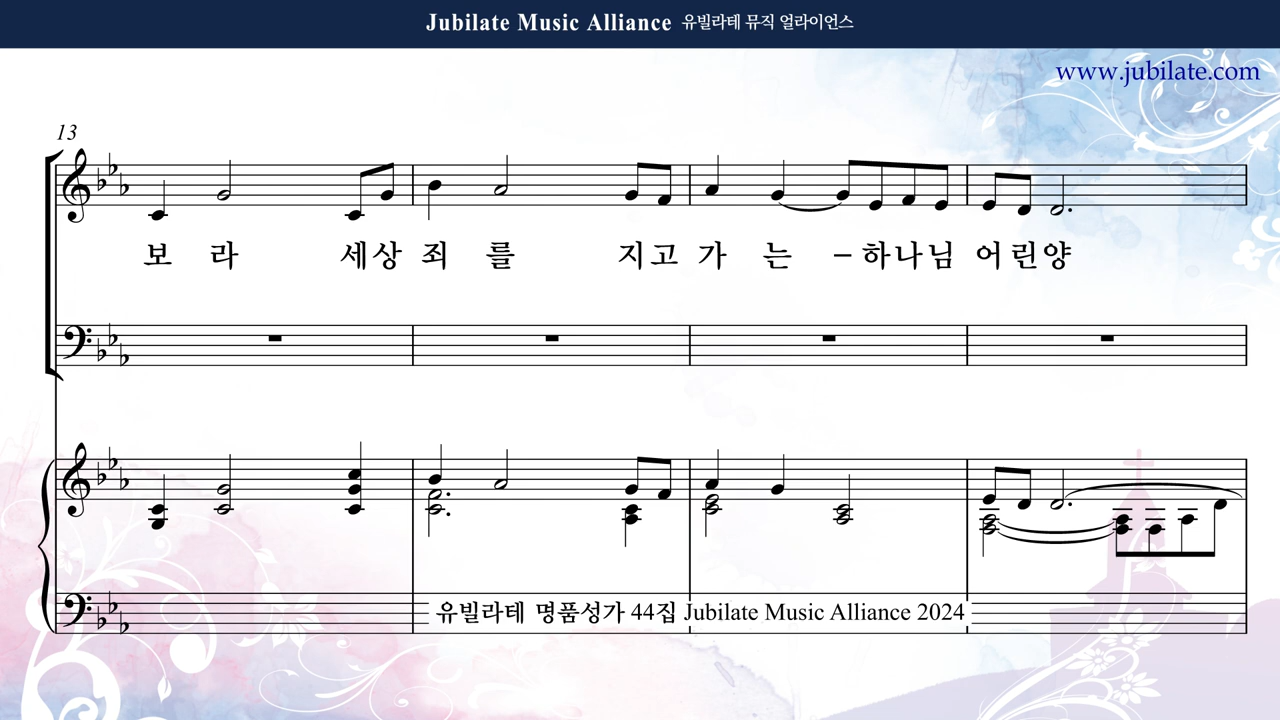 Jubilate Music Alliance 유빌라테 뮤직 얼라이언스
www.jubilate.com
13
보 라 세상 죄 를 지고 가 는 – 하나님 어린양
유빌라테 명품성가 44집 Jubilate Music Alliance 2024